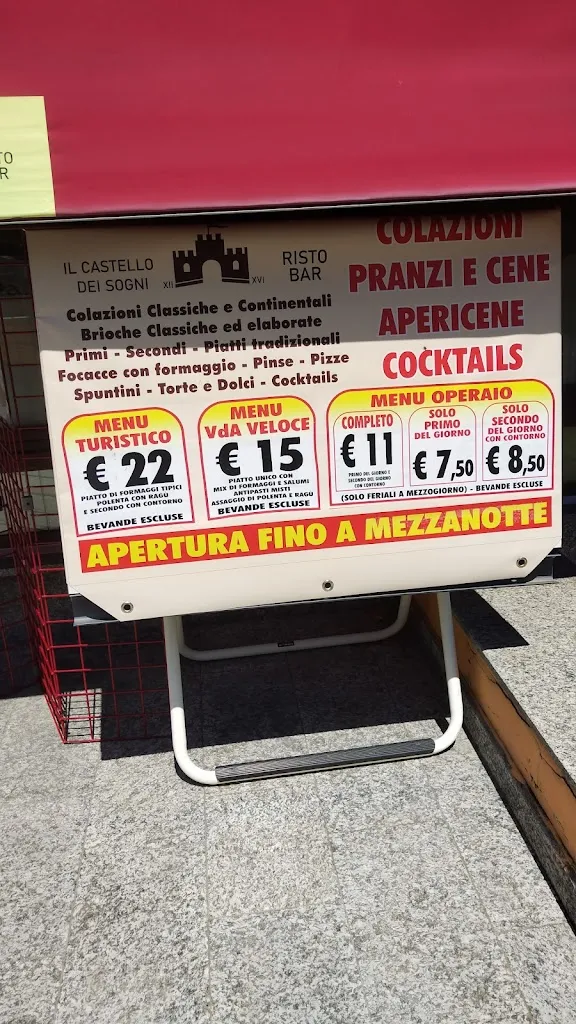 TO
R
IL CASTELLO
DEI SOGNI
XII
XVI
RISTO
BAR
Colazioni Classiche e Continentali
Brioche Classiche ed elaborate
Primi - Secondi - Piatti tradizionali
Focacce con formaggio - Pinse - Pizze
Spuntini - Torte e Dolci - Cocktails
COLAZIONI
PRANZI E CENE
APERICENE
COCKTAILS
MENU
TURISTICO
€ 22
PIATTO DI FORMAGGI TIPICI
POLENTA CON RAGÙ
E SECONDO CON CONTORNO
BEVANDE ESCLUSE
MENU
VdA VELOCE
€ 15
PIATTO UNICO CON
MIX DI FORMAGGI E SALUMI
ANTIPASTI MISTI
ASSAGGIO DI POLENTA E RAGÙ
BEVANDE ESCLUSE
MENU OPERAIO
COMPLETO
€ 11
PRIMO DEL GIORNO E
SECONDO DEL GIORNO
CON CONTORNO
SOLO
PRIMO
DEL GIORNO
€ 7,50
SOLO
SECONDO
DEL GIORNO
CON CONTORNO
€ 8,50
(SOLO FERIALI A MEZZOGIORNO) - BEVANDE ESCLUSE
APERTURA FINO A MEZZANOTTE